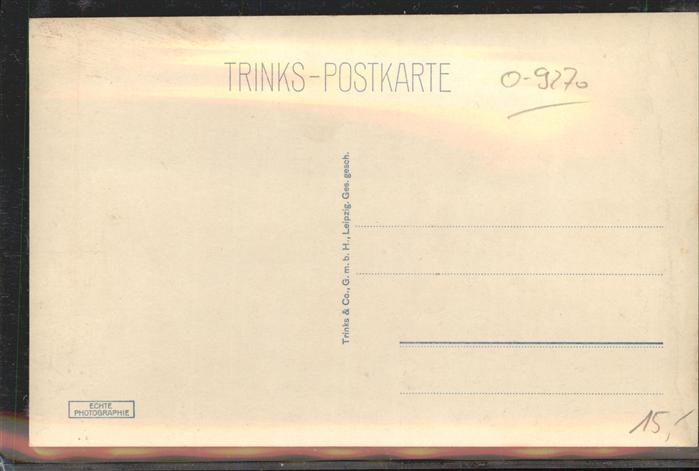 TRINKS-POSTKARTE
O-9270
Trinks & Co., G. m. b. H., Leipzig. Ges. gesch.
ECHTE
PHOTOGRAPHIE
15,-